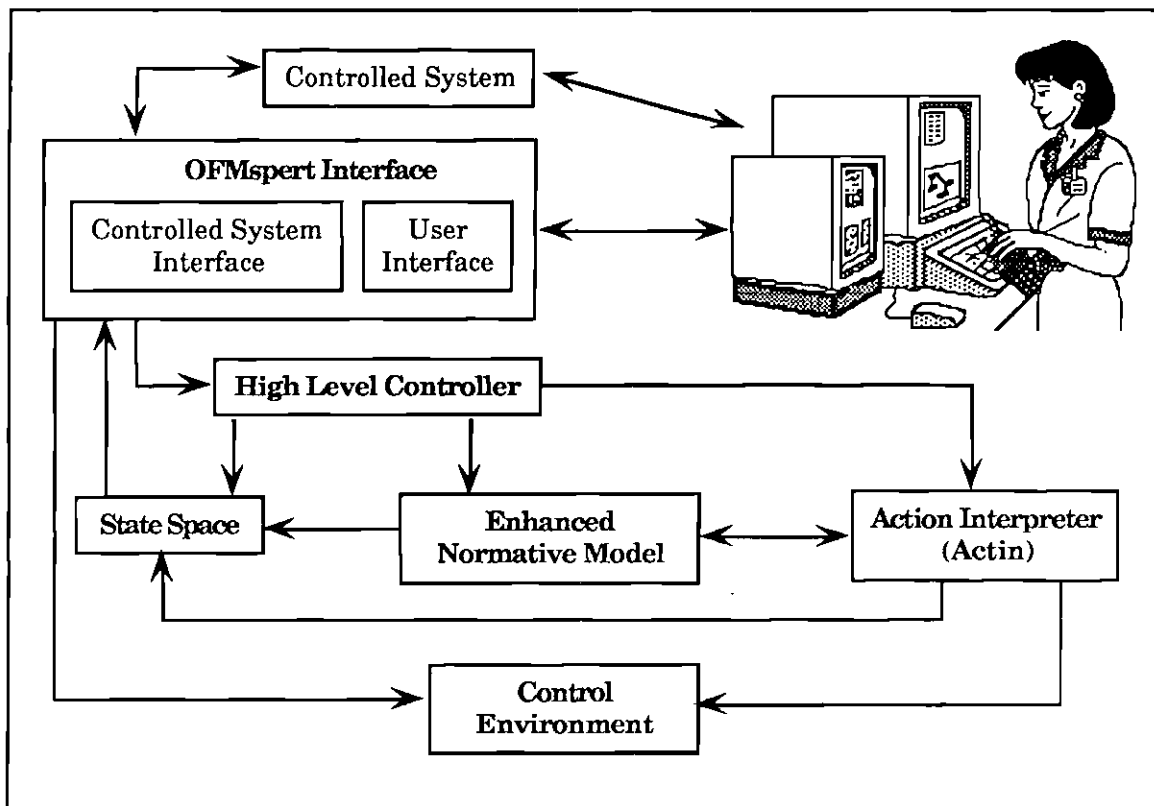 Controlled System
OFMspert Interface
Controlled System
Interface
User
Interface
High Level Controller
State Space
Enhanced
Normative Model
Action Interpreter
(Actin)
Control
Environment